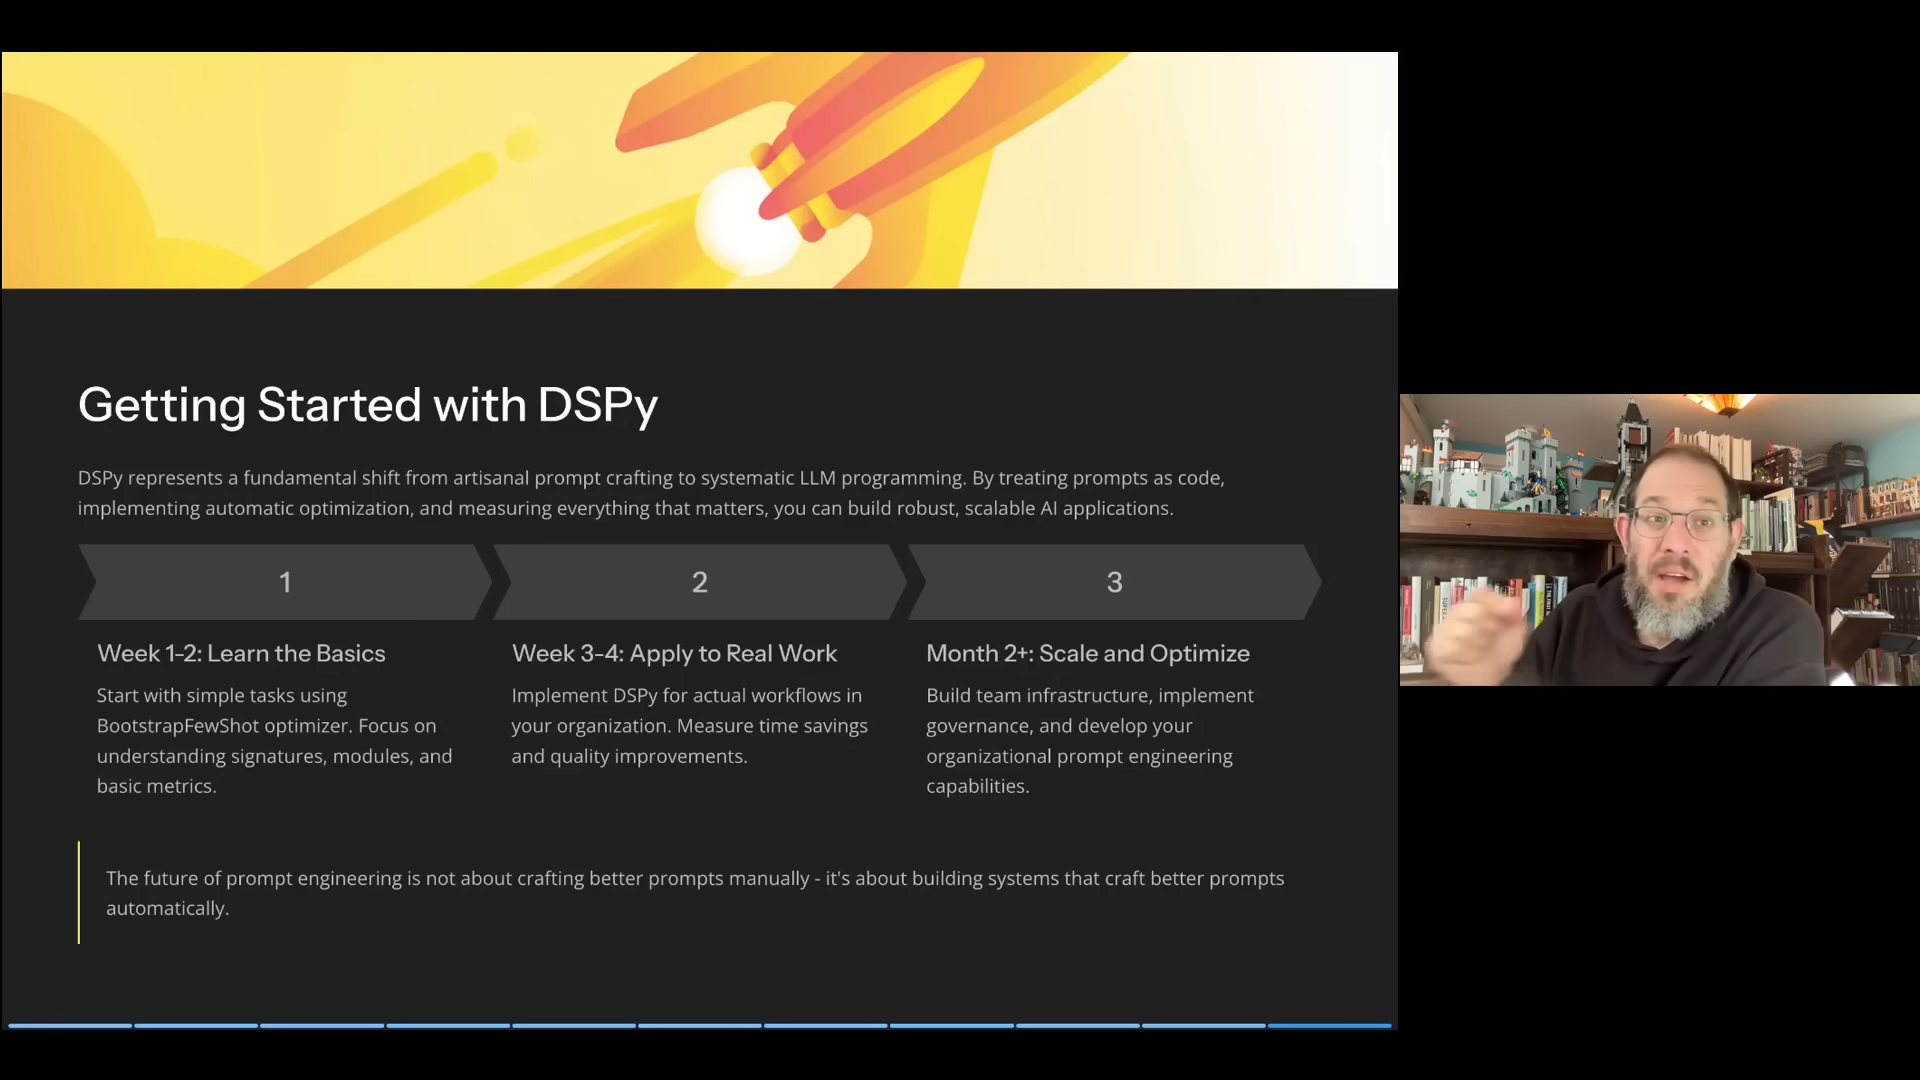 Getting Started with DSPy
DSPy represents a fundamental shift from artisanal prompt crafting to systematic LLM programming. By treating prompts as code,
implementing automatic optimization, and measuring everything that matters, you can build robust, scalable AI applications.
1
2
3
Week 1-2: Learn the Basics
Start with simple tasks using
BootstrapFewShot optimizer. Focus on
understanding signatures, modules, and
basic metrics.
Week 3-4: Apply to Real Work
Implement DSPy for actual workflows in
your organization. Measure time savings
and quality improvements.
Month 2+: Scale and Optimize
Build team infrastructure, implement
governance, and develop your
organizational prompt engineering
capabilities.
The future of prompt engineering is not about crafting better prompts manually - it's about building systems that craft better prompts
automatically.